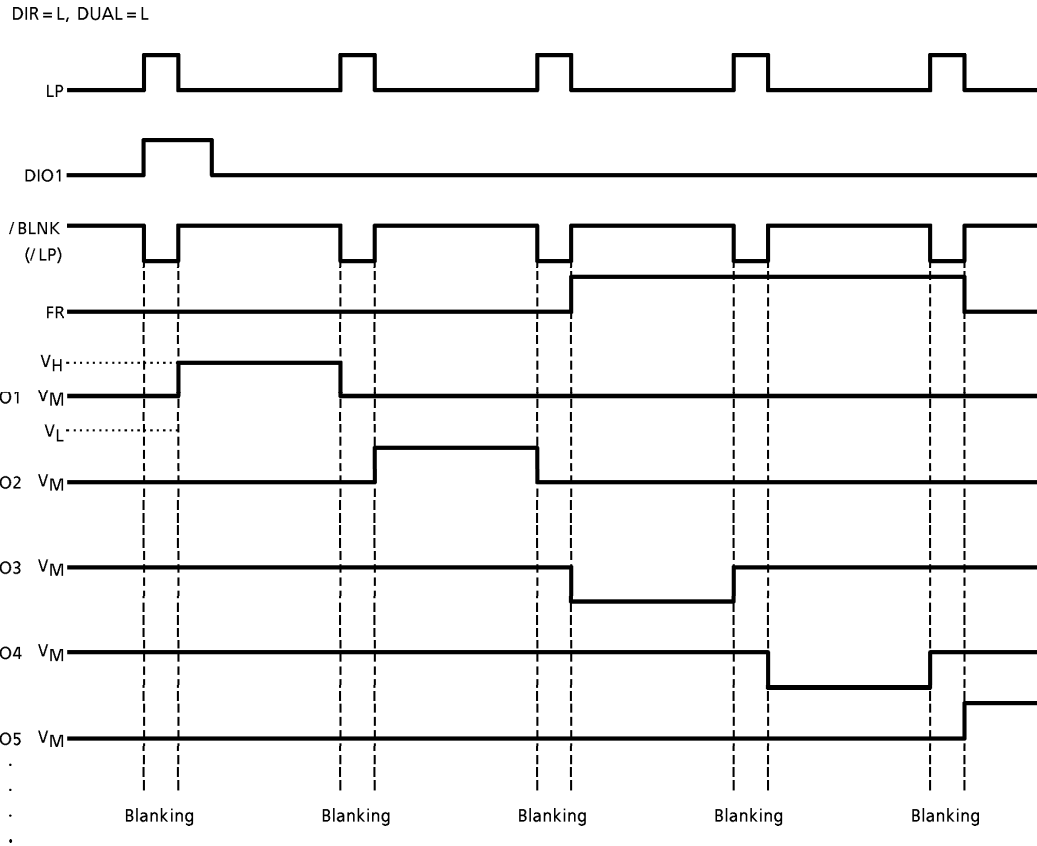 DIR = L, DUAL = L
LP
DIO1
/BLNK
(/LP)
FR
VH
O1 VM
VL
O2 VM
O3 VM
O4 VM
O5 VM
Blanking Blanking Blanking Blanking Blanking